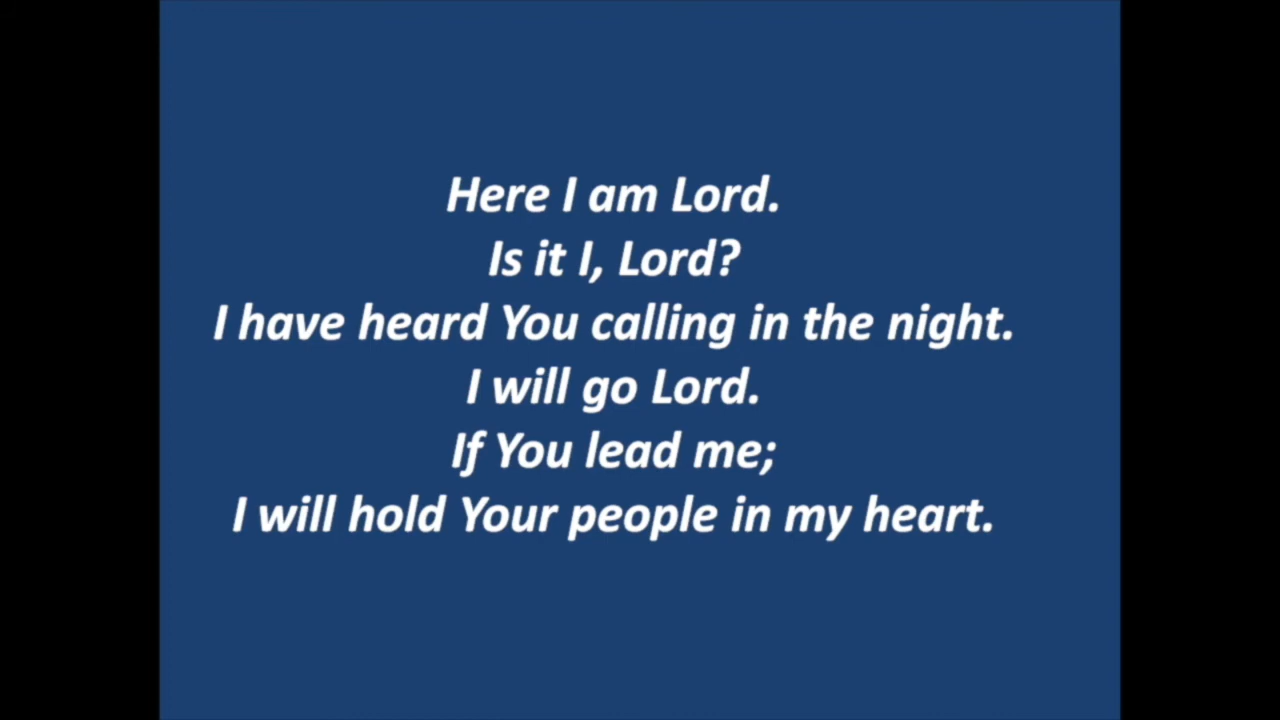 Here I am Lord.
Is it I, Lord?
I have heard You calling in the night.
I will go Lord.
If You lead me;
I will hold Your people in my heart.